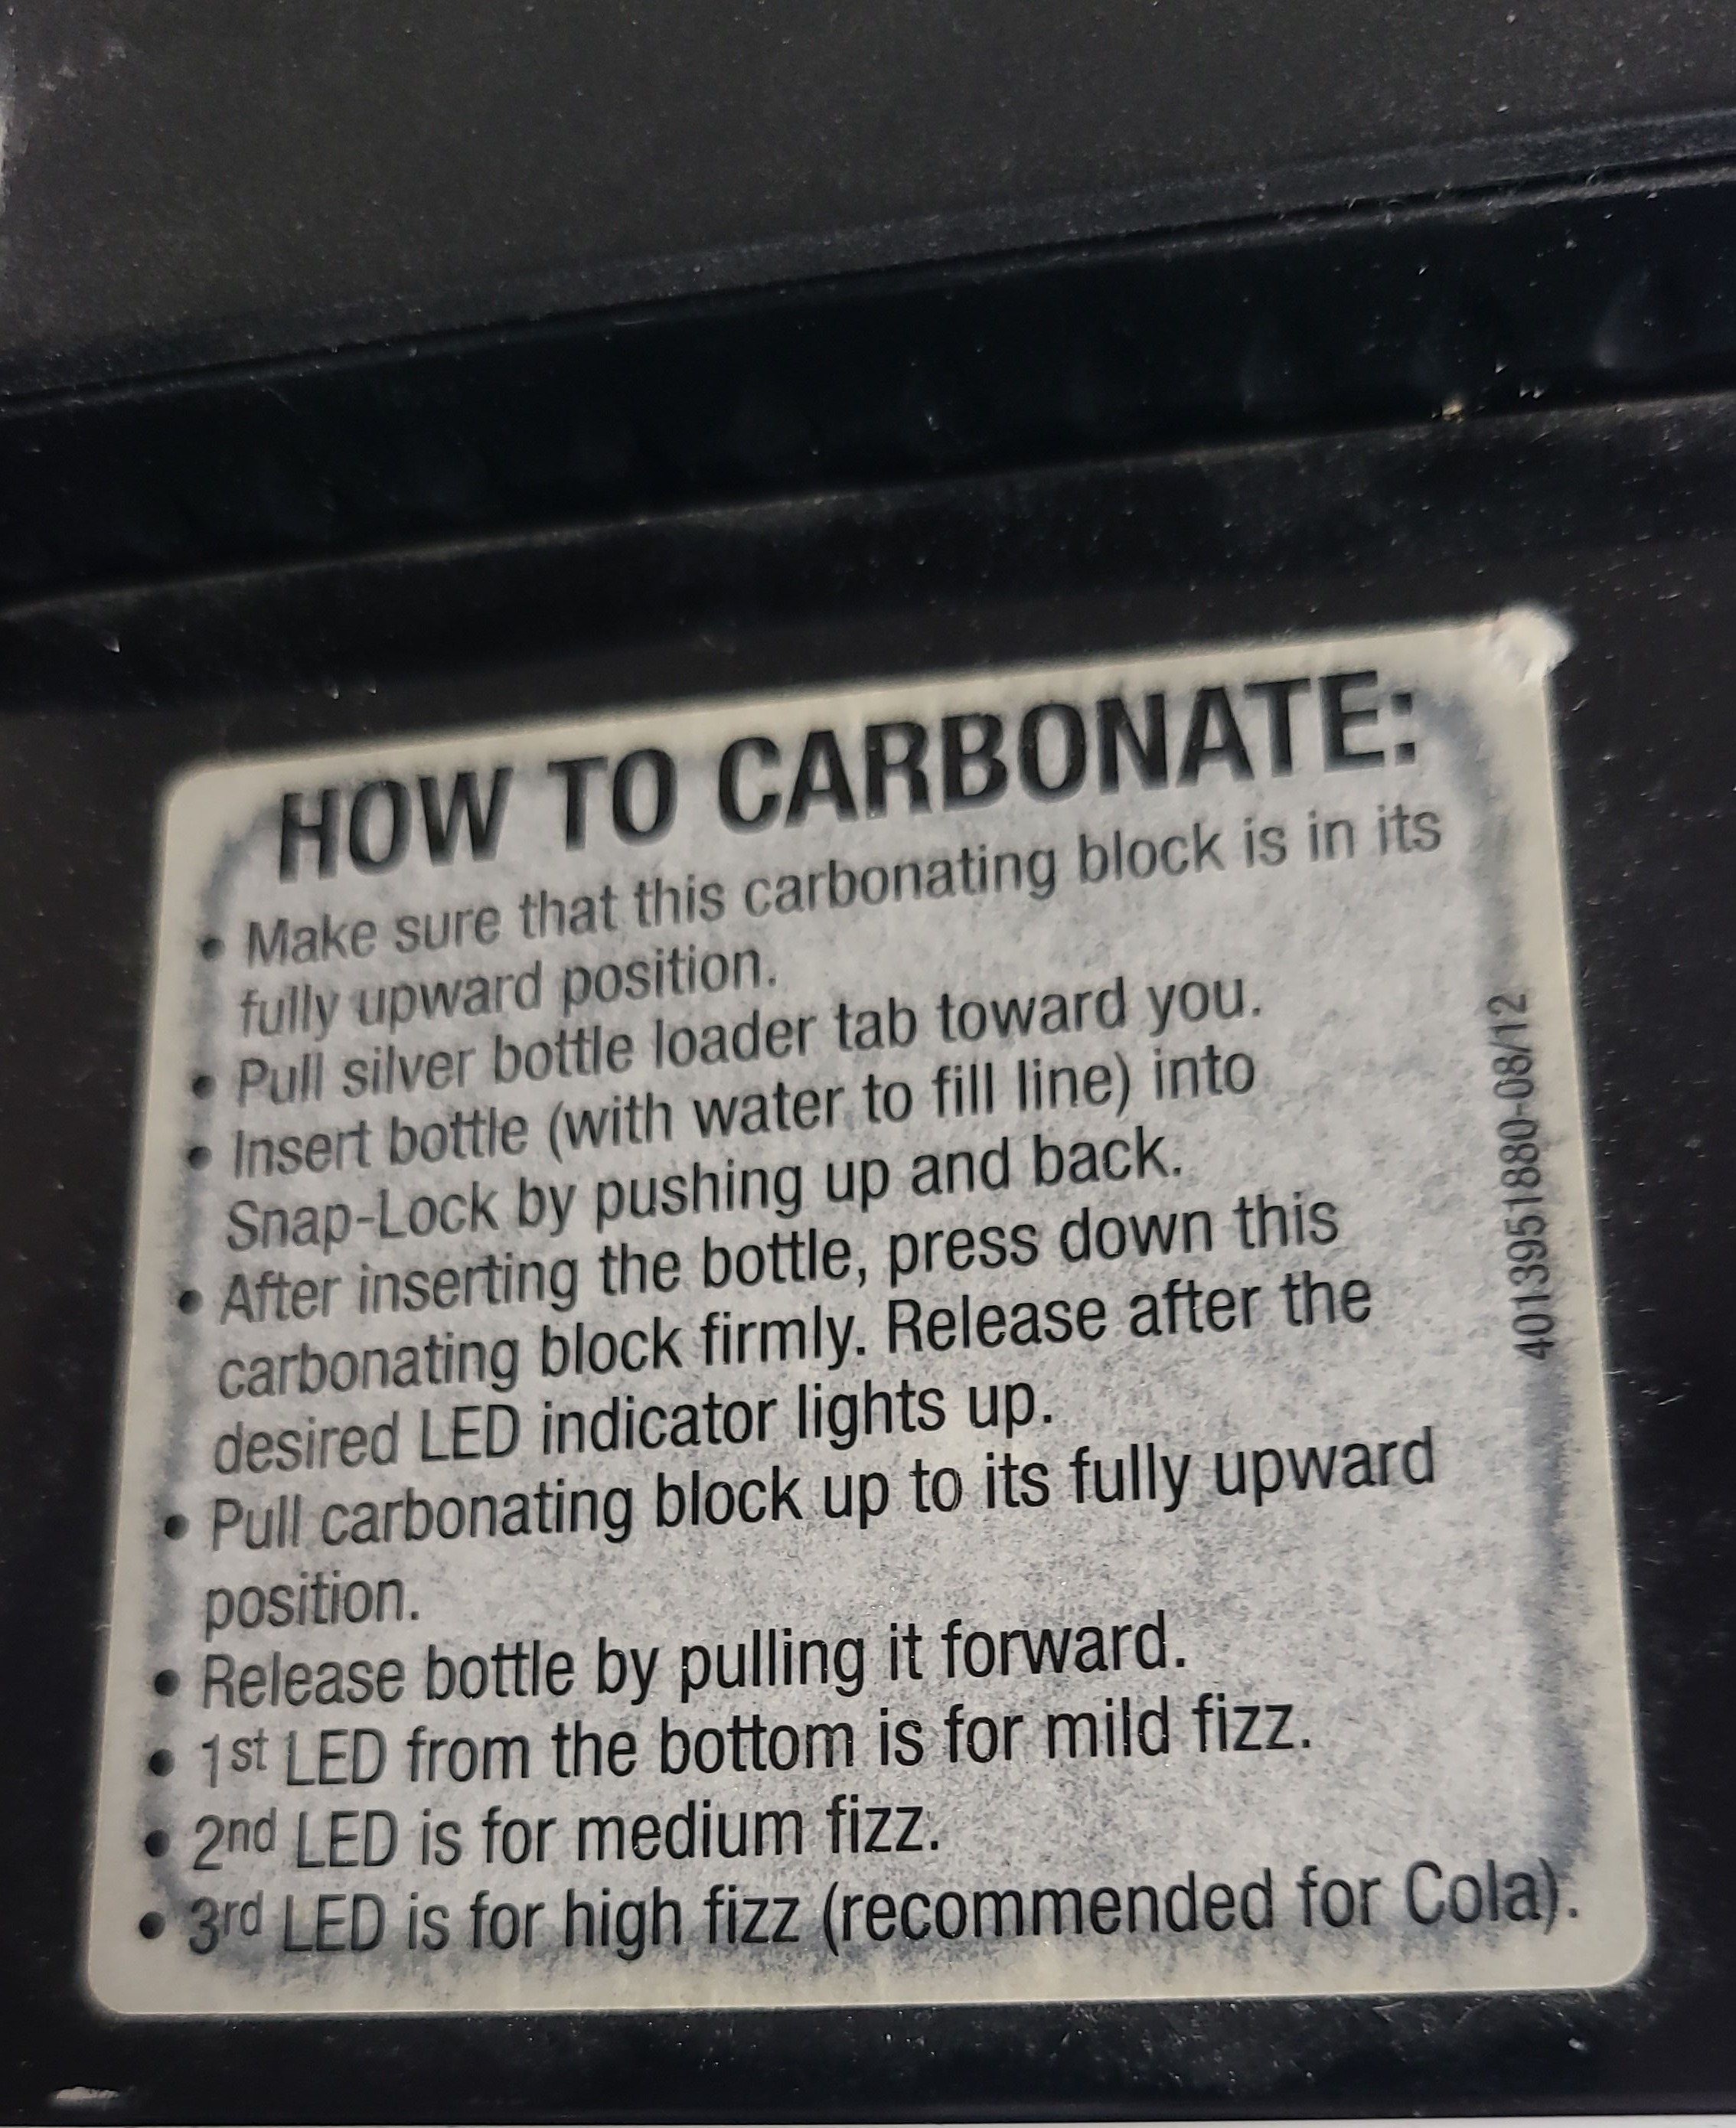 HOW TO CARBONATE:
• Make sure that this carbonating block is in its
fully upward position.
• Pull silver bottle loader tab toward you.
• Insert bottle (with water to fill line) into
Snap-Lock by pushing up and back.
• After inserting the bottle, press down this
carbonating block firmly. Release after the
desired LED indicator lights up.
• Pull carbonating block up to its fully upward
position.
• Release bottle by pulling it forward.
• 1st LED from the bottom is for mild fizz.
• 2nd LED is for medium fizz.
• 3rd LED is for high fizz (recommended for Cola).
4013951880-08/12